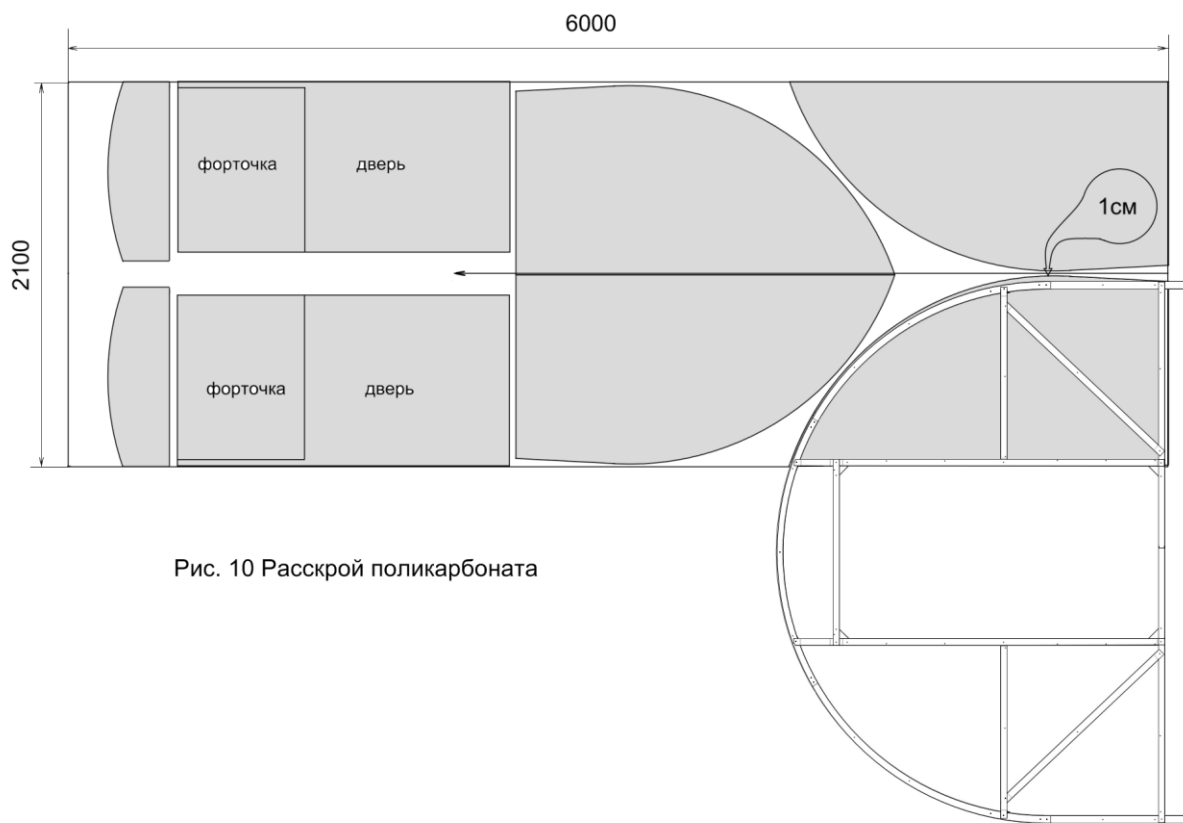 6000
2100
форточка
дверь
1см
форточка
дверь
Рис. 10 Расскрой поликарбоната